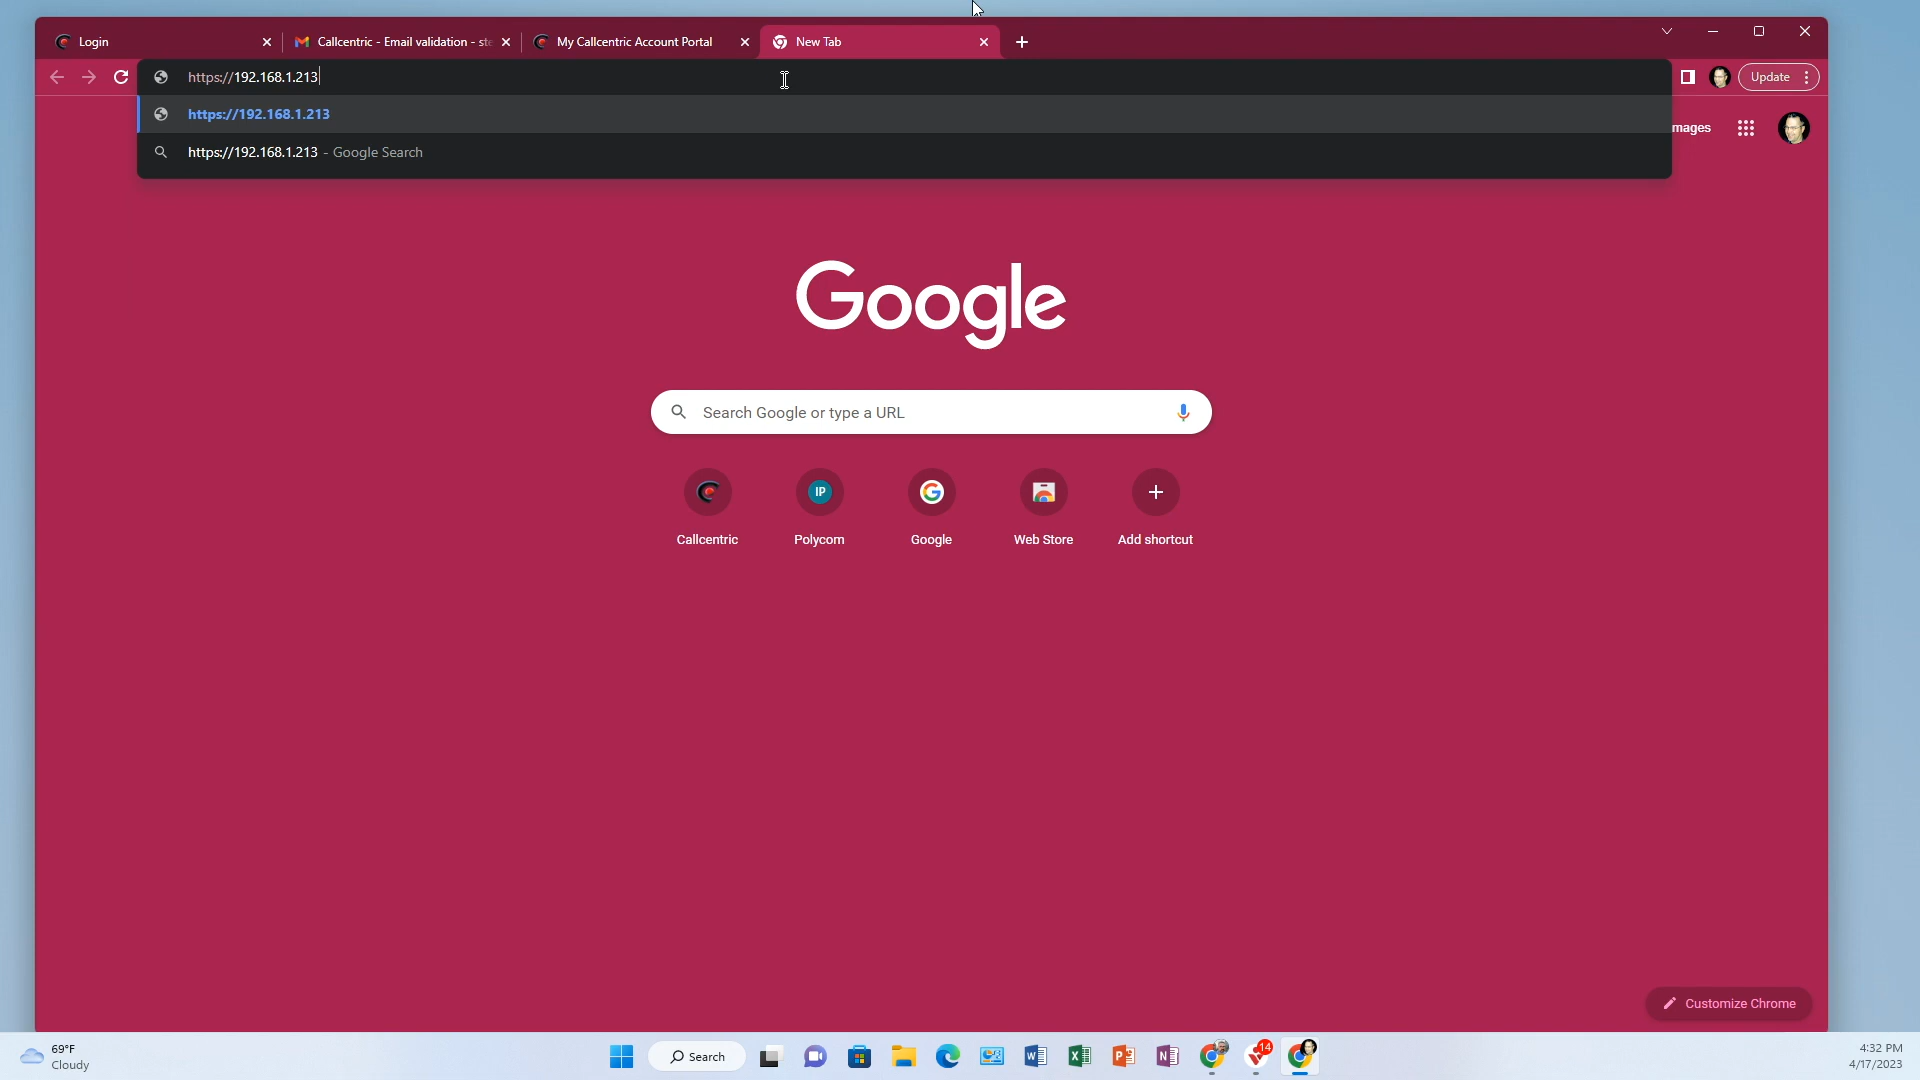 Login
Callcentric - Email validation - ste
My Callcentric Account Portal
New Tab
https://192.168.1.213
Update
https://192.168.1.213
https://192.168.1.213 - Google Search
mages
Google
Search Google or type a URL
IP
Callcentric
Polycom
Google
Web Store
Add shortcut
Customize Chrome
69°F
Cloudy
Search
14
4:32 PM
4/17/2023